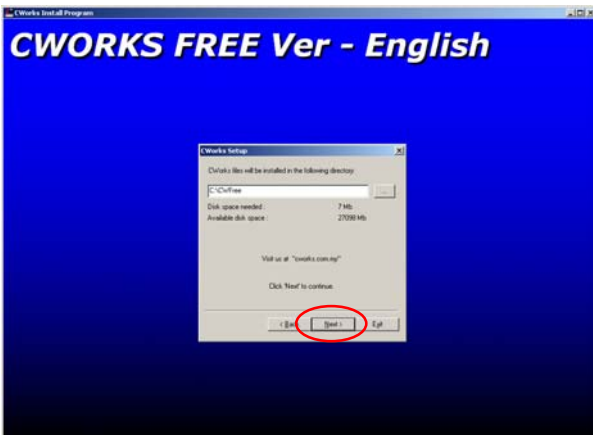 CWorks Install Program
CWORKS FREE Ver - English
CWorks Setup
CWorks files will be installed in the following directory
C:\CWFree
...
Disk space needed : 7 Mb
Available disk space : 27098 Mb
Visit us at "cworks.com.my"
Click 'Next' to continue.
< Back Next > Exit